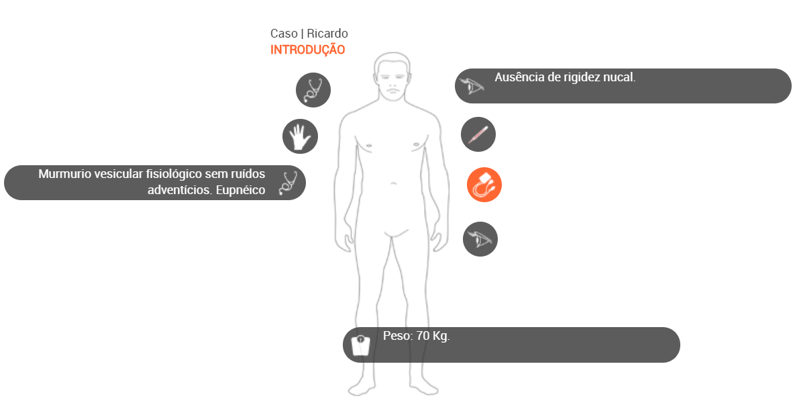 Caso | Ricardo
INTRODUÇÃO
Ausência de rigidez nucal.
Murmurio vesicular fisiológico sem ruídos
adventícios. Eupnéico
Peso: 70 Kg.